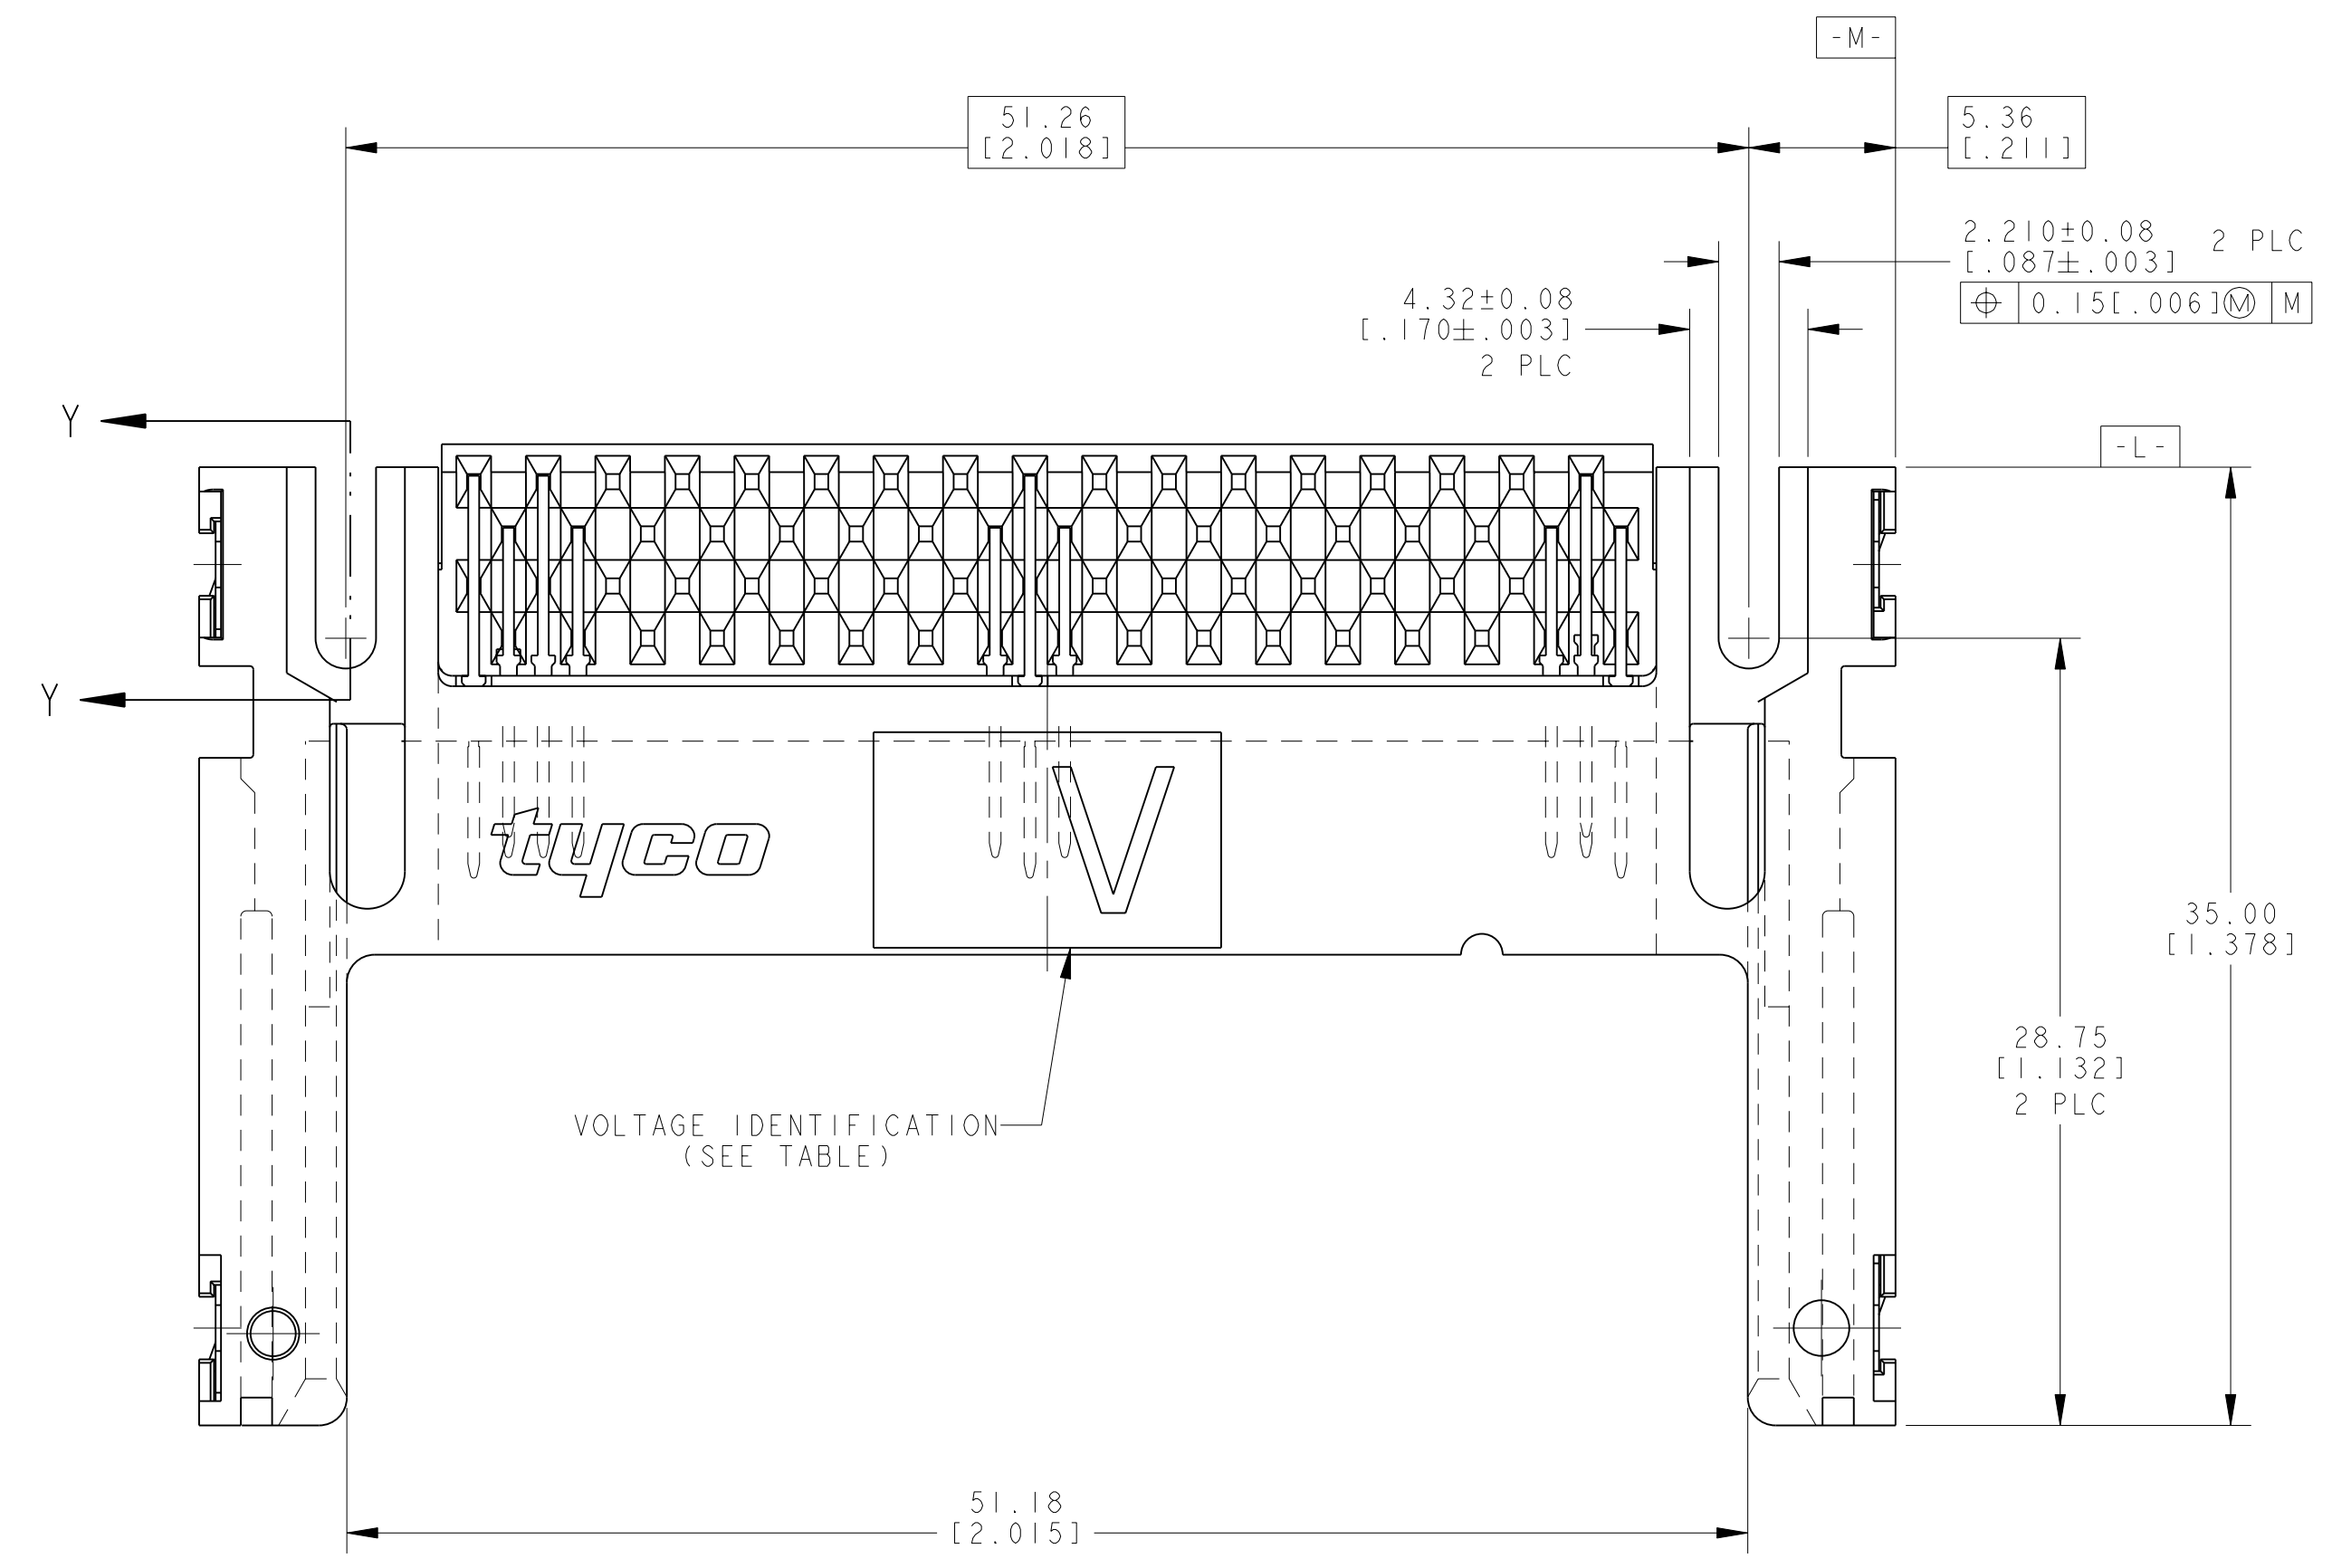 -M-
51.26
[2.018]
5.36
[.211]
2.210±0.08 2 PLC
[.087±.003]
0.15[.006]Ⓜ M
4.32±0.08
[.170±.003]
2 PLC
Y
-L-
Y
tyco
V
35.00
[1.378]
28.75
[1.132]
2 PLC
VOLTAGE IDENTIFICATION
(SEE TABLE)
51.18
[2.015]